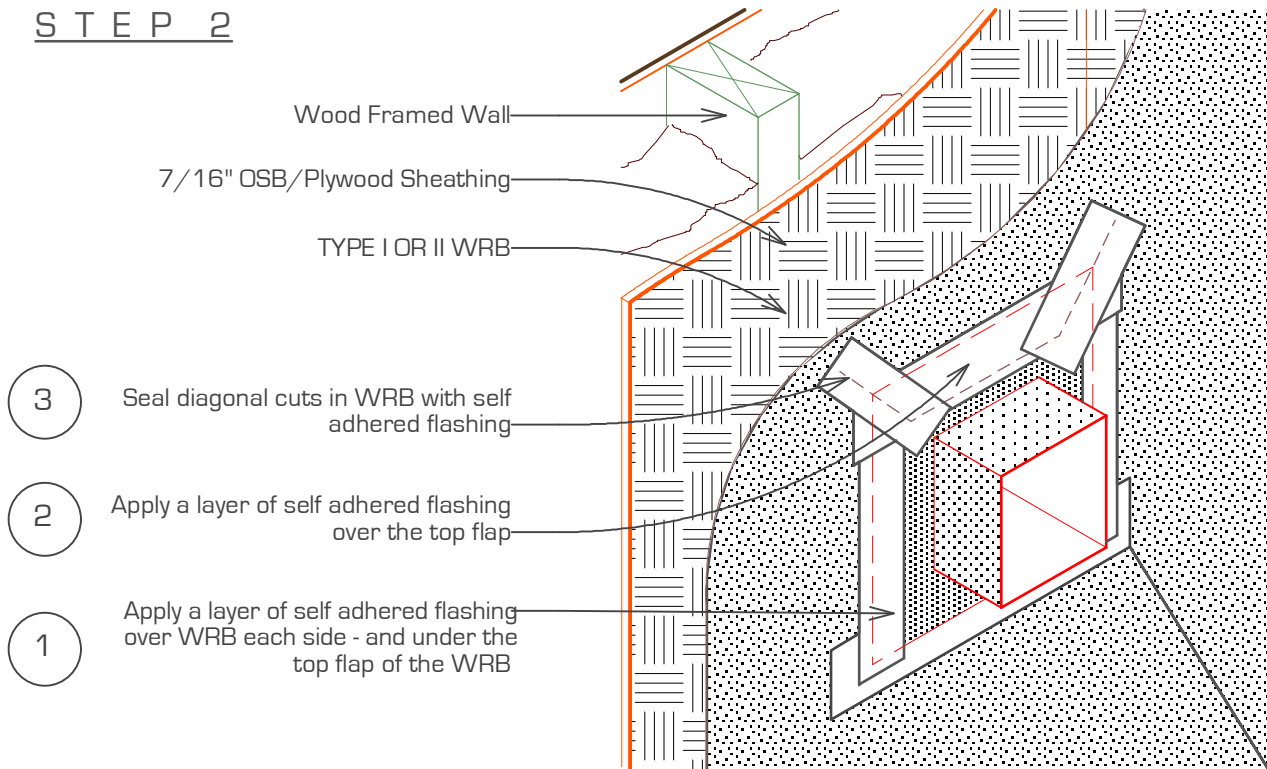 STEP 2
Wood Framed Wall
7/16" OSB/Plywood Sheathing
TYPE I OR II WRB
3
Seal diagonal cuts in WRB with self
adhered flashing
2
Apply a layer of self adhered flashing
over the top flap
1
Apply a layer of self adhered flashing
over WRB each side - and under the
top flap of the WRB